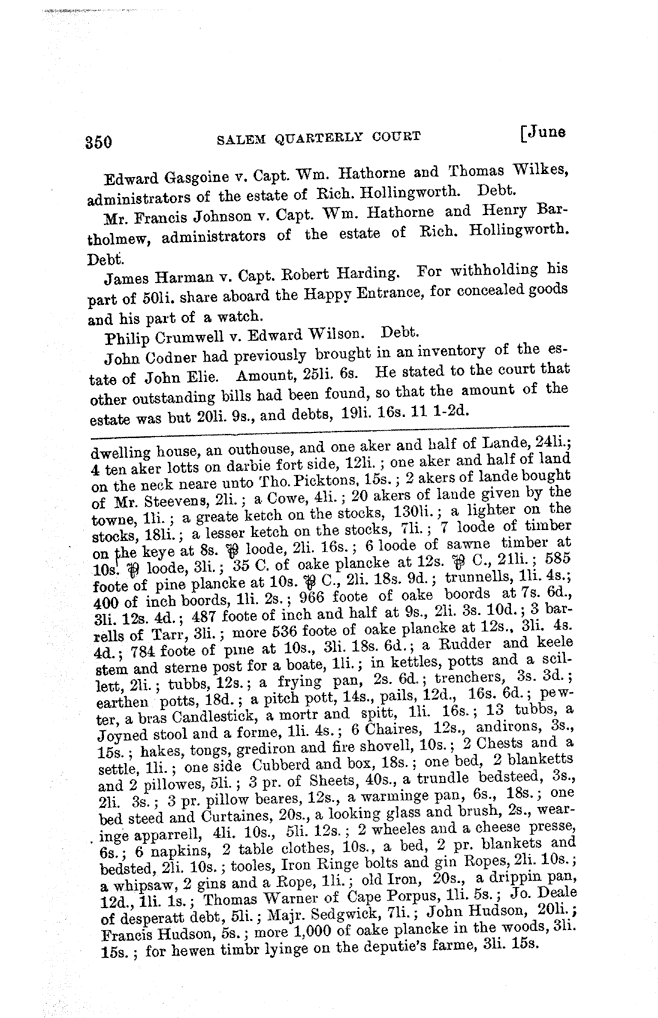 350 SALEM QUARTERLY COURT [June
Edward Gasgoine v. Capt. Wm. Hathorne and Thomas Wilkes,
administrators of the estate of Rich. Hollingworth. Debt.
Mr. Francis Johnson v. Capt. Wm. Hathorne and Henry Bar-
tholmew, administrators of the estate of Rich. Hollingworth.
Debt.
James Harman v. Capt. Robert Harding. For withholding his
part of 50li. share aboard the Happy Entrance, for concealed goods
and his part of a watch.
Philip Crumwell v. Edward Wilson. Debt.
John Codner had previously brought in an inventory of the es-
tate of John Elie. Amount, 25li. 6s. He stated to the court that
other outstanding bills had been found, so that the amount of the
estate was but 20li. 9s., and debts, 19li. 16s. 11 1-2d.
dwelling house, an outhouse, and one aker and half of Lande, 24li.;
4 ten aker lotts on darbie fort side, 12li.; one aker and half of land
on the neck neare unto Tho. Picktons, 15s.; 2 akers of lande bought
of Mr. Steevens, 2li.; a Cowe, 4li.; 20 akers of lande given by the
towne, 1li.; a greate ketch on the stocks, 130li.; a lighter on the
stocks, 18li.; a lesser ketch on the stocks, 7li.; 7 loode of timber
on the keye at 8s. ⅌ loode, 2li. 16s.; 6 loode of sawne timber at
10s. ⅌ loode, 3li.; 35 C. of oake plancke at 12s. ⅌ C., 21li.; 585
foote of pine plancke at 10s. ⅌ C., 2li. 18s. 9d.; trunnells, 1li. 4s.;
400 of inch boords, 1li. 2s.; 966 foote of oake boords at 7s. 6d.,
3li. 12s. 4d.; 487 foote of inch and half at 9s., 2li. 3s. 10d.; 3 bar-
rells of Tarr, 3li.; more 536 foote of oake plancke at 12s., 3li. 4s.
4d.; 784 foote of pine at 10s., 3li. 18s. 6d.; a Rudder and keele
stem and sterne post for a boate, 1li.; in kettles, potts and a scil-
lett, 2li.; tubbs, 12s.; a frying pan, 2s. 6d.; trenchers, 3s. 3d.;
earthen potts, 18d.; a pitch pott, 14s., pails, 12d., 16s. 6d.; pew-
ter, a bras Candlestick, a mortr and spitt, 1li. 16s.; 13 tubbs, a
Joyned stool and a forme, 1li. 4s.; 6 Chaires, 12s., andirons, 3s.,
15s.; hakes, tongs, grediron and fire shovell, 10s.; 2 Chests and a
settle, 1li.; one side Cubberd and box, 18s.; one bed, 2 blanketts
and 2 pillowes, 5li.; 3 pr. of Sheets, 40s., a trundle bedsteed, 3s.,
2li. 3s.; 3 pr. pillow beares, 12s., a warminge pan, 6s., 18s.; one
bed steed and Curtaines, 20s., a looking glass and brush, 2s., wear-
inge apparrell, 4li. 10s., 5li. 12s.; 2 wheeles and a cheese presse,
6s.; 6 napkins, 2 table clothes, 10s., a bed, 2 pr. blankets and
bedsted, 2li. 10s.; tooles, Iron Ringe bolts and gin Ropes, 2li. 10s.;
a whipsaw, 2 gins and a Rope, 1li.; old Iron, 20s., a drippin pan,
12d., 1li. 1s.; Thomas Warner of Cape Porpus, 1li. 5s.; Jo. Deale
of desperatt debt, 5li.; Majr. Sedgwick, 7li.; John Hudson, 20li.;
Francis Hudson, 5s.; more 1,000 of oake plancke in the woods, 3li.
15s.; for hewen timbr lyinge on the deputie's farme, 3li. 15s.